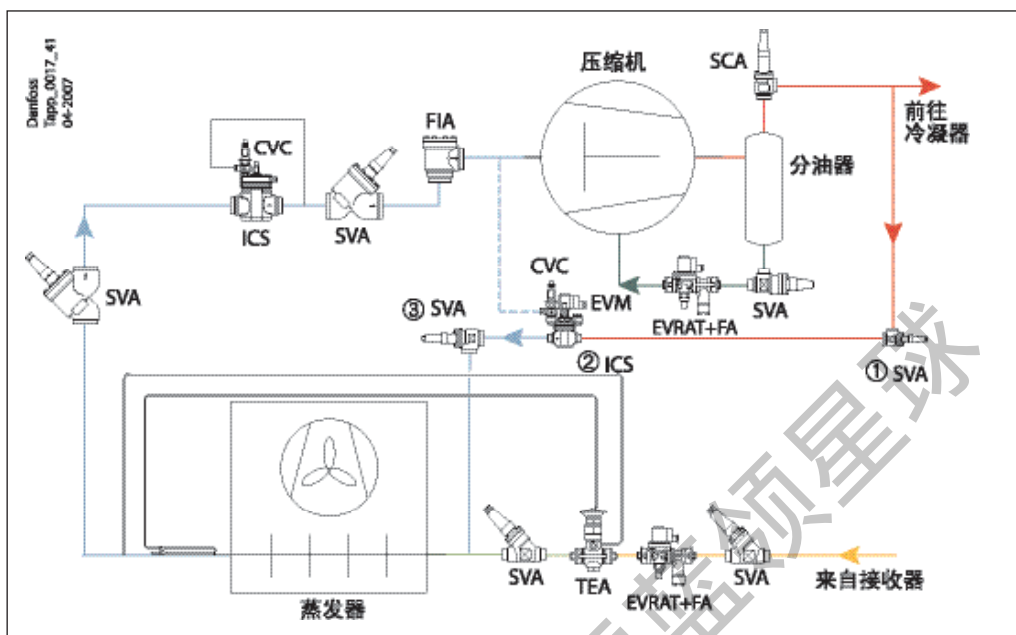 Danfoss
Tapp_0017_41
04-2007
压缩机
SCA
前往
冷凝器
FIA
CVC
分油器
ICS
SVA
SVA
CVC
EVM
③ SVA
EVRAT+FA
SVA
② ICS
① SVA
SVA
TEA
EVRAT+FA
SVA
来自接收器
蒸发器
蓝领星球